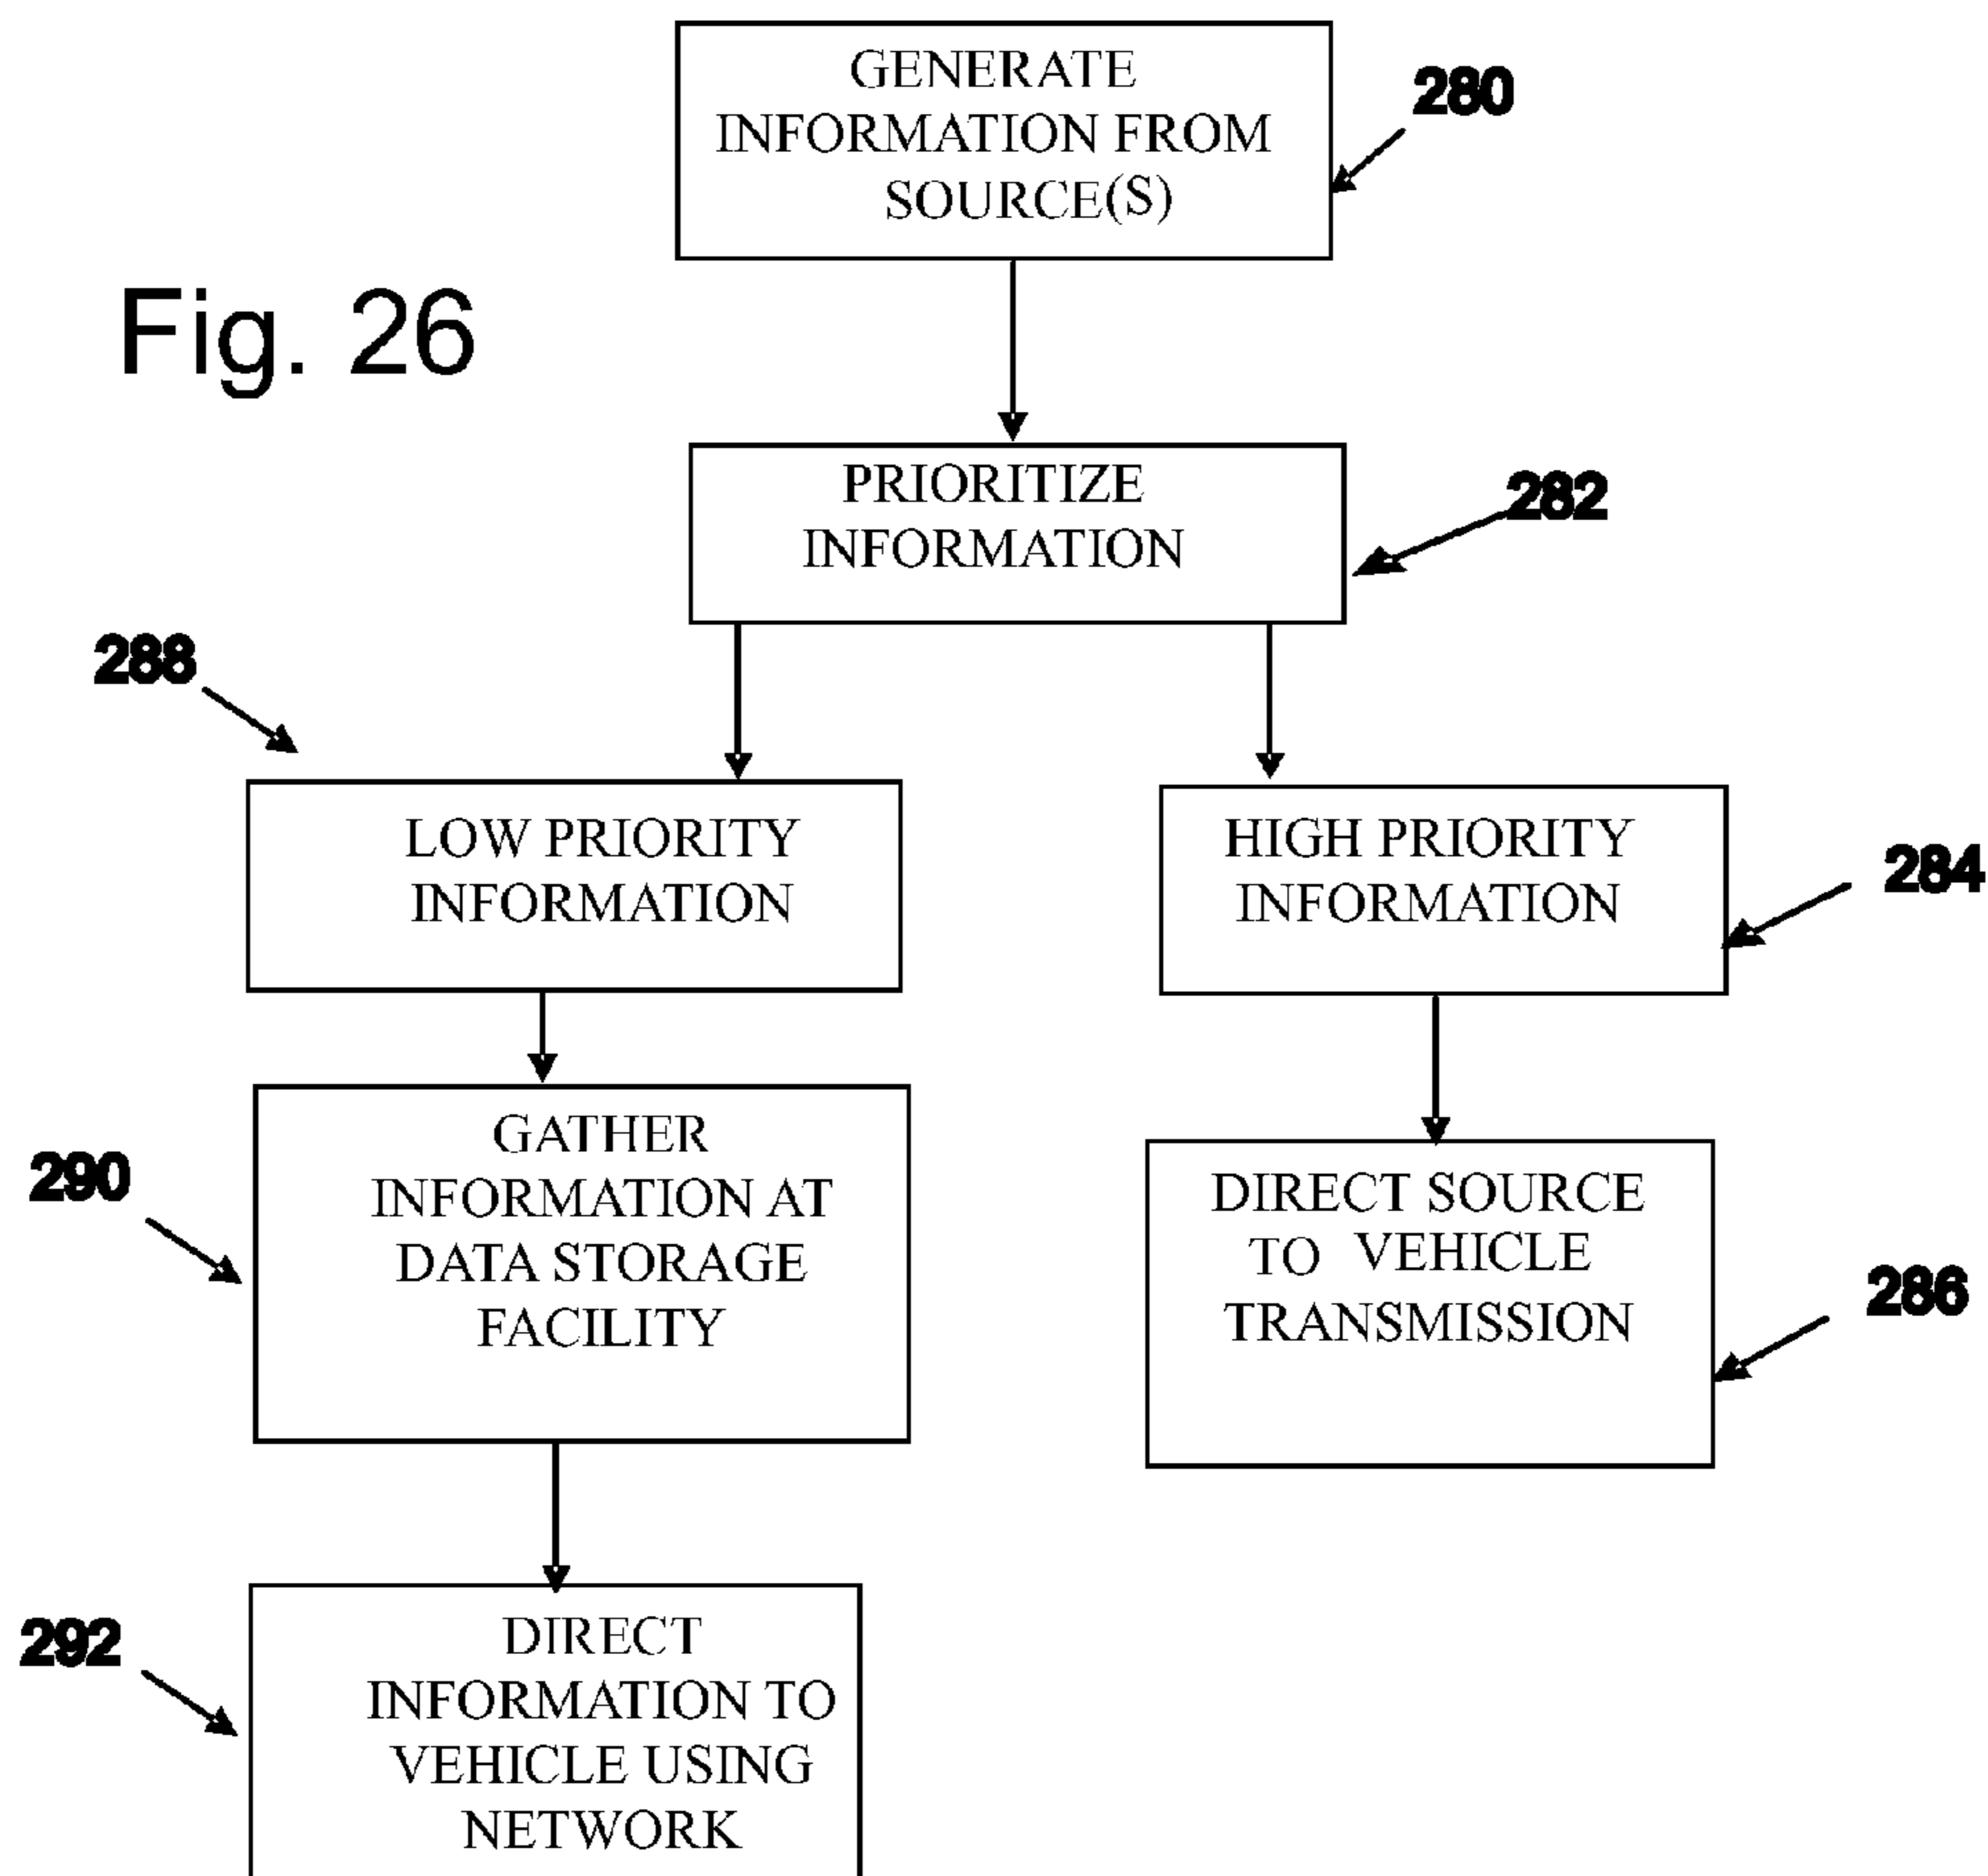 GENERATE
INFORMATION FROM
SOURCE(S)
280
Fig. 26
PRIORITIZE
INFORMATION
282
288
LOW PRIORITY
INFORMATION
HIGH PRIORITY
INFORMATION
284
290
GATHER
INFORMATION AT
DATA STORAGE
FACILITY
DIRECT SOURCE
TO VEHICLE
TRANSMISSION
286
292
DIRECT
INFORMATION TO
VEHICLE USING
NETWORK